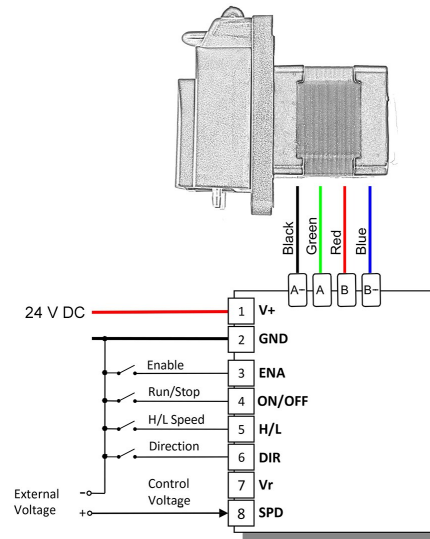 Black
Green
Red
Blue
A- A B B-
24 V DC 1 V+
2 GND
Enable 3 ENA
Run/Stop 4 ON/OFF
H/L Speed 5 H/L
Direction 6 DIR
7 Vr
External
Voltage
-
+
Control
Voltage
8 SPD